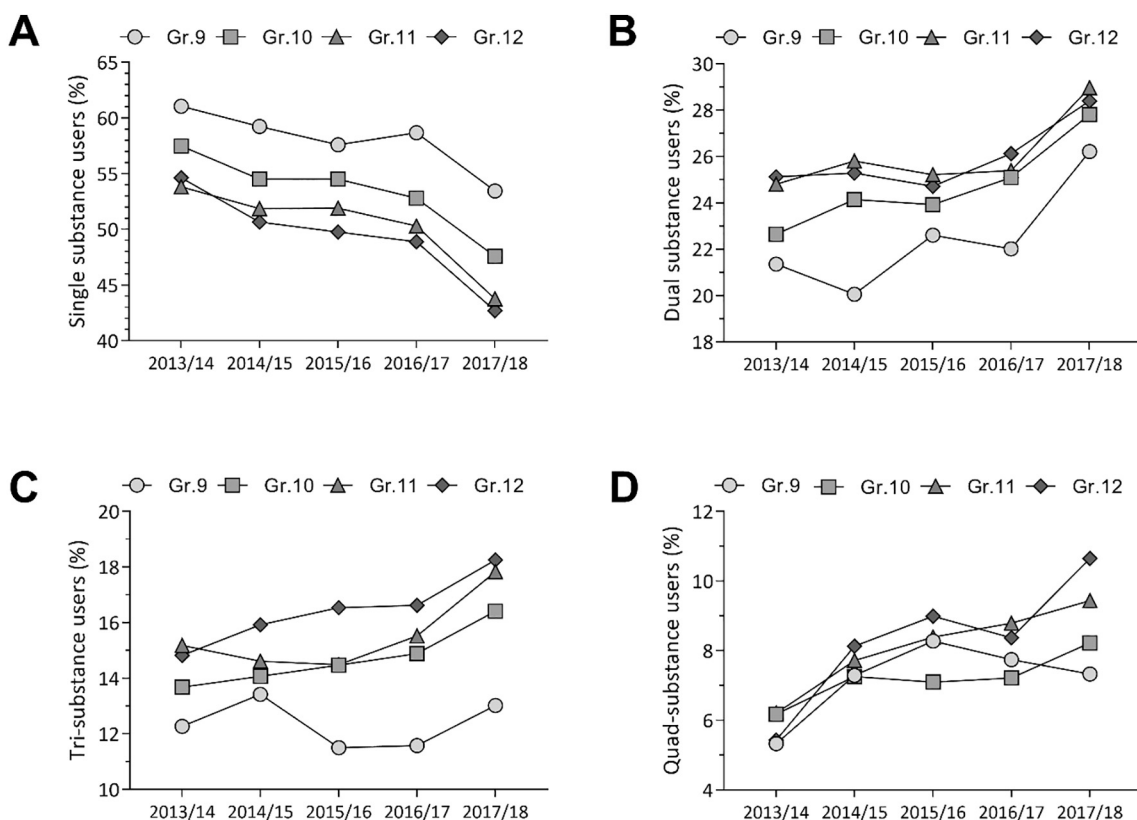 A
Gr.9 Gr.10 Gr.11 Gr.12
Single substance users (%)
65
60
55
50
45
40
2013/14 2014/15 2015/16 2016/17 2017/18
B
Gr.9 Gr.10 Gr.11 Gr.12
Dual substance users (%)
30
28
26
24
22
20
18
2013/14 2014/15 2015/16 2016/17 2017/18
C
Gr.9 Gr.10 Gr.11 Gr.12
Tri-substance users (%)
20
18
16
14
12
10
2013/14 2014/15 2015/16 2016/17 2017/18
D
Gr.9 Gr.10 Gr.11 Gr.12
Quad-substance users (%)
12
10
8
6
4
2013/14 2014/15 2015/16 2016/17 2017/18